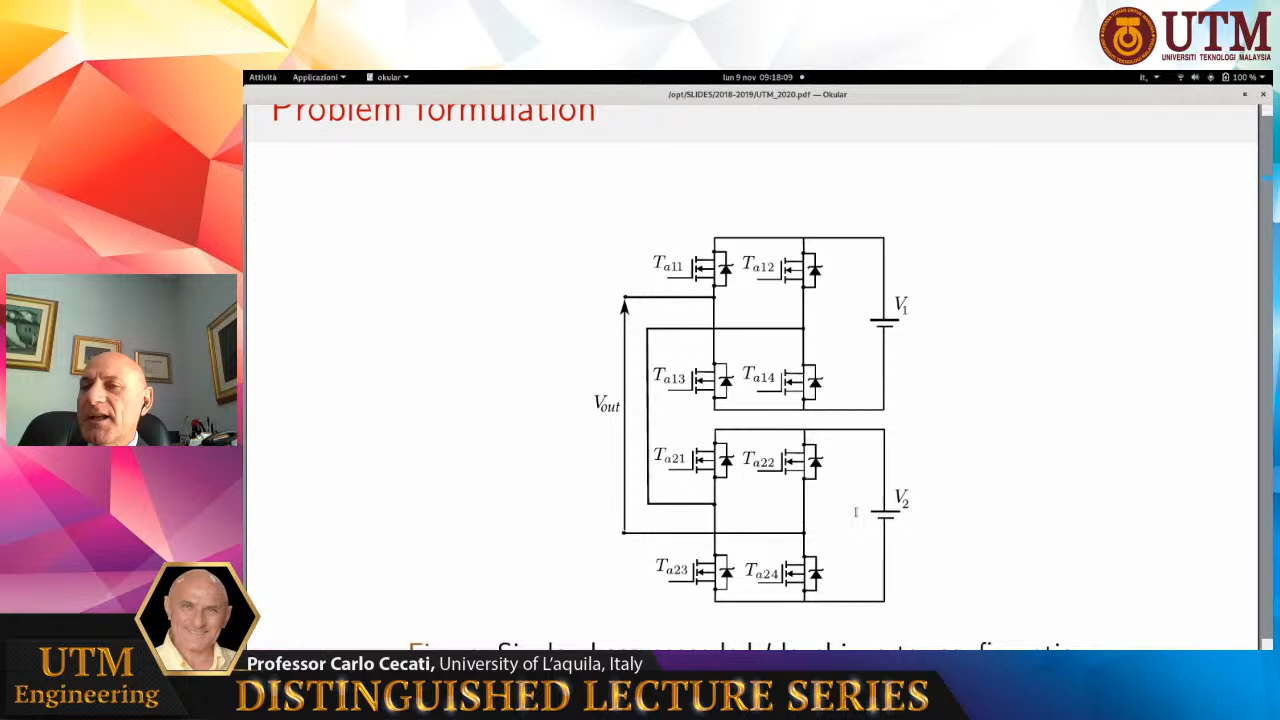 UTM
UNIVERSITI TEKNOLOGI MALAYSIA
Attività Applicazioni okular lun 9 nov 09:18:09 it, 100 %
/opt/SLIDES/2018-2019/UTM_2020.pdf — Okular
Problem formulation
Ta11 Ta12
V1
Ta13 Ta14
Vout
Ta21 Ta22
V2
Ta23 Ta24
UTM
Engineering
Professor Carlo Cecati, University of L'aquila, Italy
DISTINGUISHED LECTURE SERIES